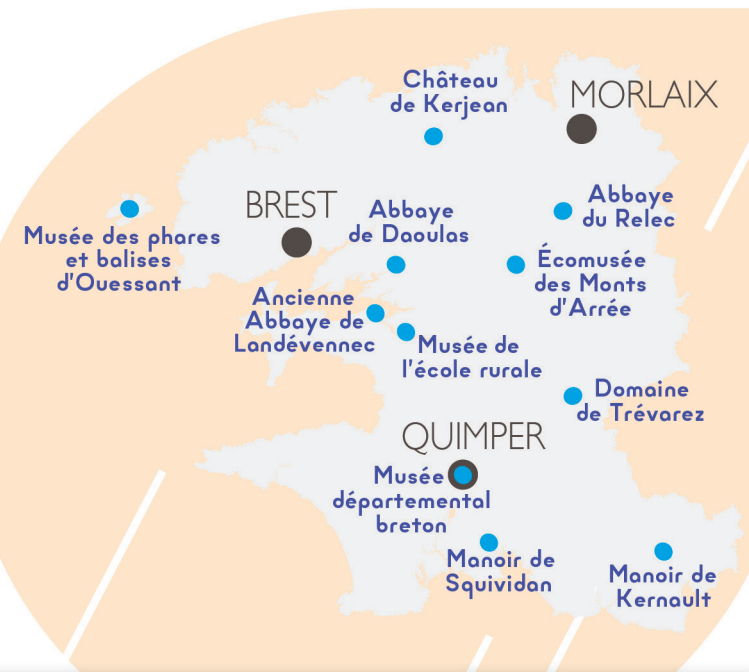 Château
de Kerjean
MORLAIX
BREST
Abbaye
de Daoulas
Abbaye
du Relec
Musée des phares
et balises
d'Ouessant
Écomusée
des Monts
d'Arrée
Ancienne
Abbaye de
Landévennec
Musée de
l'école rurale
Domaine
de Trévarez
QUIMPER
Musée
départemental
breton
Manoir de
Squividan
Manoir de
Kernault